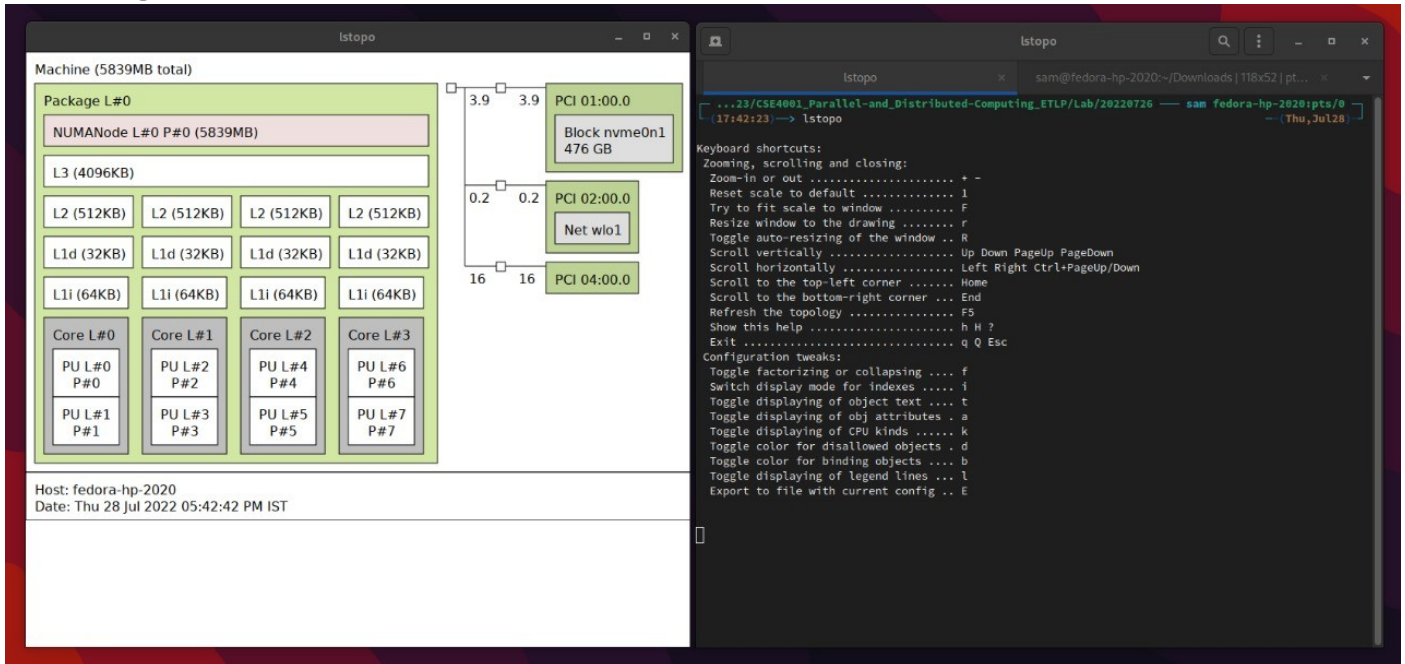 lstopo
Machine (5839MB total)
Package L#0
NUMANode L#0 P#0 (5839MB)
L3 (4096KB)
L2 (512KB) L2 (512KB) L2 (512KB) L2 (512KB)
L1d (32KB) L1d (32KB) L1d (32KB) L1d (32KB)
L1i (64KB) L1i (64KB) L1i (64KB) L1i (64KB)
Core L#0 Core L#1 Core L#2 Core L#3
PU L#0 PU L#2 PU L#4 PU L#6
P#0 P#2 P#4 P#6
PU L#1 PU L#3 PU L#5 PU L#7
P#1 P#3 P#5 P#7
3.9 3.9 PCI 01:00.0
Block nvme0n1
476 GB
0.2 0.2 PCI 02:00.0
Net wlo1
16 16 PCI 04:00.0
Host: fedora-hp-2020
Date: Thu 28 Jul 2022 05:42:42 PM IST
lstopo
lstopo sam@fedora-hp-2020:~/Downloads | 118x52 | pt...
...23/CSE4001_Parallel-and_Distributed-Computing_ETLP/Lab/20220726 —— sam fedora-hp-2020:pts/0
(17:42:23)—> lstopo —(Thu,Jul28)
Keyboard shortcuts:
Zooming, scrolling and closing:
Zoom-in or out ...................... + -
Reset scale to default .............. 1
Try to fit scale to window .......... F
Resize window to the drawing ........ r
Toggle auto-resizing of the window .. R
Scroll vertically ................... Up Down PageUp PageDown
Scroll horizontally ................. Left Right Ctrl+PageUp/Down
Scroll to the top-left corner ....... Home
Scroll to the bottom-right corner ... End
Refresh the topology ................ F5
Show this help ...................... h H ?
Exit ................................ q Q Esc
Configuration tweaks:
Toggle factorizing or collapsing .... f
Switch display mode for indexes ..... i
Toggle displaying of object text .... t
Toggle displaying of obj attributes . a
Toggle displaying of CPU kinds ...... k
Toggle color for disallowed objects . d
Toggle color for binding objects .... b
Toggle displaying of legend lines ... l
Export to file with current config .. E